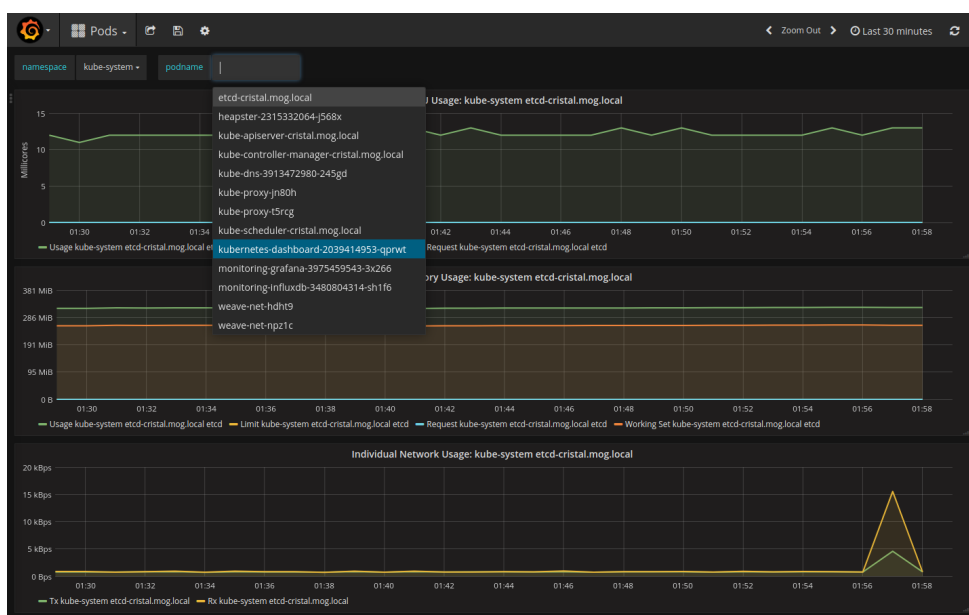 Pods
Zoom Out
Last 30 minutes
namespace
kube-system
podname
etcd-cristal.mog.local
heapster-2315332064-j568x
kube-apiserver-cristal.mog.local
kube-controller-manager-cristal.mog.local
kube-dns-3913472980-245gd
kube-proxy-jn80h
kube-proxy-t5rcg
kube-scheduler-cristal.mog.local
kubernetes-dashboard-2039414953-qprwt
monitoring-grafana-3975459543-3x266
monitoring-influxdb-3480804314-sh1f6
weave-net-hdht9
weave-net-npz1c
Usage: kube-system etcd-cristal.mog.local
Millicores
15
10
5
0
01:30 01:32 01:34 01:42 01:44 01:46 01:48 01:50 01:52 01:54 01:56 01:58
Usage kube-system etcd-cristal.mog.local Request kube-system etcd-cristal.mog.local etcd
Usage: kube-system etcd-cristal.mog.local
381 MiB
286 MiB
191 MiB
95 MiB
0 B
01:30 01:32 01:34 01:36 01:38 01:40 01:42 01:44 01:46 01:48 01:50 01:52 01:54 01:56 01:58
Usage kube-system etcd-cristal.mog.local etcd Limit kube-system etcd-cristal.mog.local etcd Request kube-system etcd-cristal.mog.local etcd Working Set kube-system etcd-cristal.mog.local etcd
Individual Network Usage: kube-system etcd-cristal.mog.local
20 kBps
15 kBps
10 kBps
5 kBps
0 Bps
01:30 01:32 01:34 01:36 01:38 01:40 01:42 01:44 01:46 01:48 01:50 01:52 01:54 01:56 01:58
Tx kube-system etcd-cristal.mog.local Rx kube-system etcd-cristal.mog.local